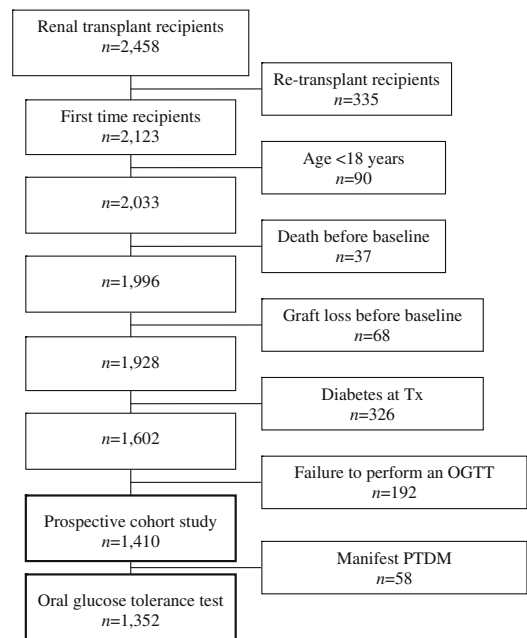 Renal transplant recipients
n=2,458
Re-transplant recipients
n=335
First time recipients
n=2,123
Age <18 years
n=90
n=2,033
Death before baseline
n=37
n=1,996
Graft loss before baseline
n=68
n=1,928
Diabetes at Tx
n=326
n=1,602
Failure to perform an OGTT
n=192
Prospective cohort study
n=1,410
Manifest PTDM
n=58
Oral glucose tolerance test
n=1,352